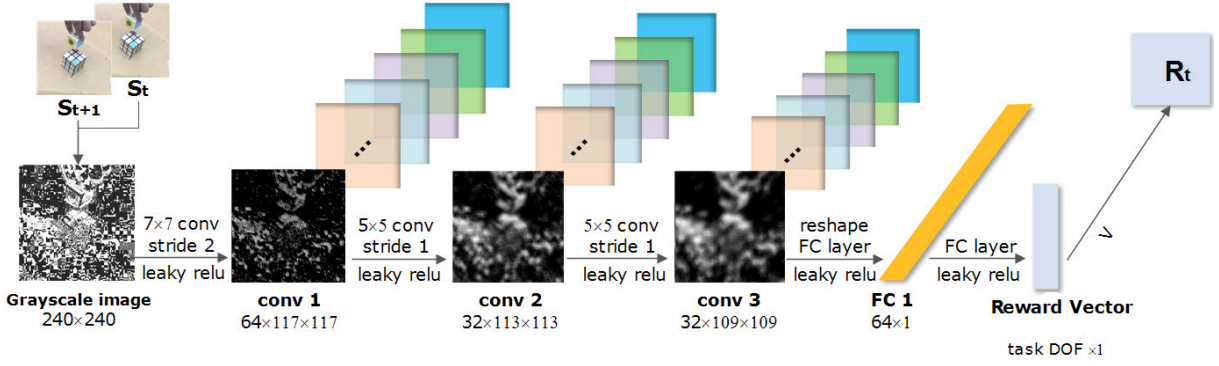 St+1
St
Grayscale image
240×240
7×7 conv
stride 2
leaky relu
conv 1
64×117×117
5×5 conv
stride 1
leaky relu
conv 2
32×113×113
5×5 conv
stride 1
leaky relu
conv 3
32×109×109
reshape
FC layer
leaky relu
FC 1
64×1
FC layer
leaky relu
Reward Vector
task DOF ×1
V
Rt